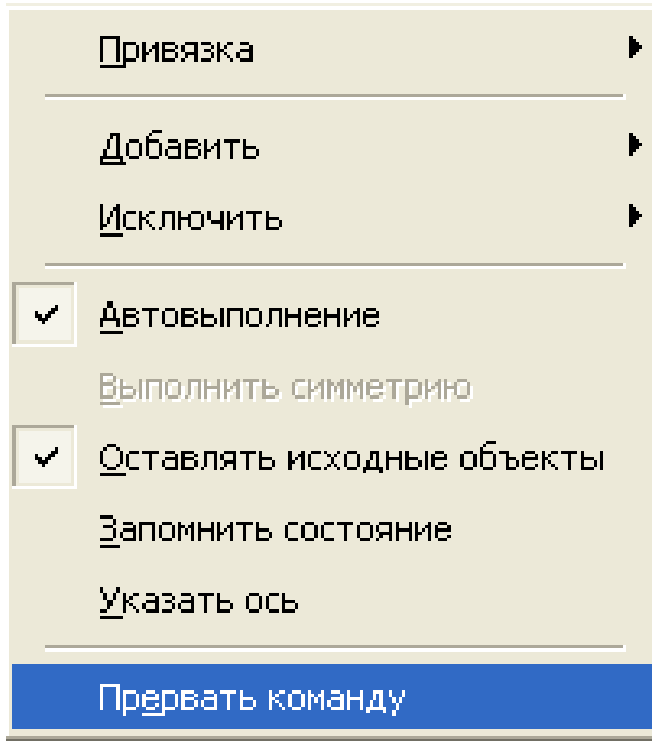 Привязка
Добавить
Исключить
Автовыполнение
Выполнить симметрию
Оставлять исходные объекты
Запомнить состояние
Указать ось
Прервать команду